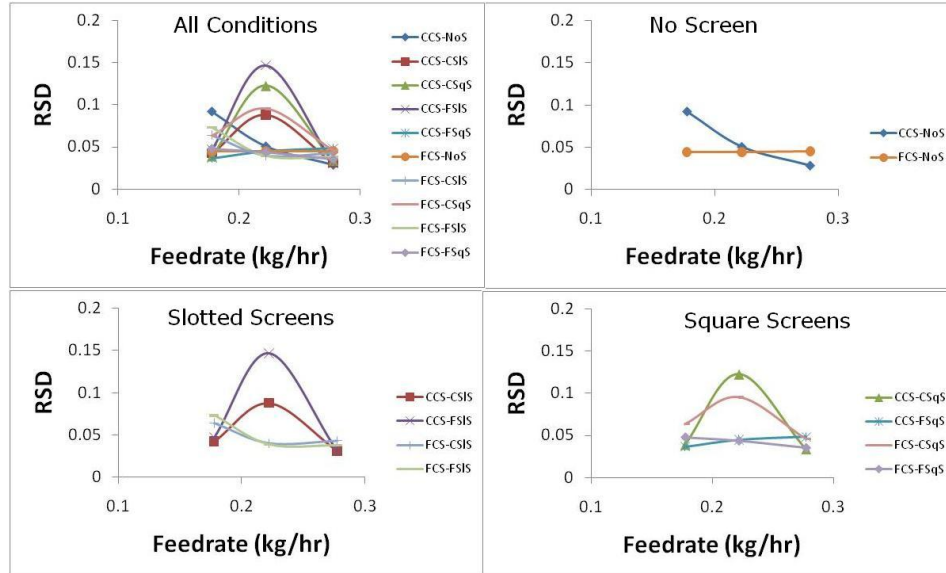 All Conditions
RSD
0.2
0.15
0.1
0.05
0
0.1
0.2
0.3
Feedrate (kg/hr)
CCS-NoS
CCS-CSlS
CCS-CSqS
CCS-FSlS
CCS-FSqS
FCS-NoS
FCS-CSlS
FCS-CSqS
FCS-FSlS
FCS-FSqS
No Screen
RSD
0.2
0.15
0.1
0.05
0
0.1
0.2
0.3
Feedrate (kg/hr)
CCS-NoS
FCS-NoS
Slotted Screens
RSD
0.2
0.15
0.1
0.05
0
0.1
0.2
0.3
Feedrate (kg/hr)
CCS-CSlS
CCS-FSlS
FCS-CSlS
FCS-FSlS
Square Screens
RSD
0.2
0.15
0.1
0.05
0
0.1
0.2
0.3
Feedrate (kg/hr)
CCS-CSqS
CCS-FSqS
FCS-CSqS
FCS-FSqS